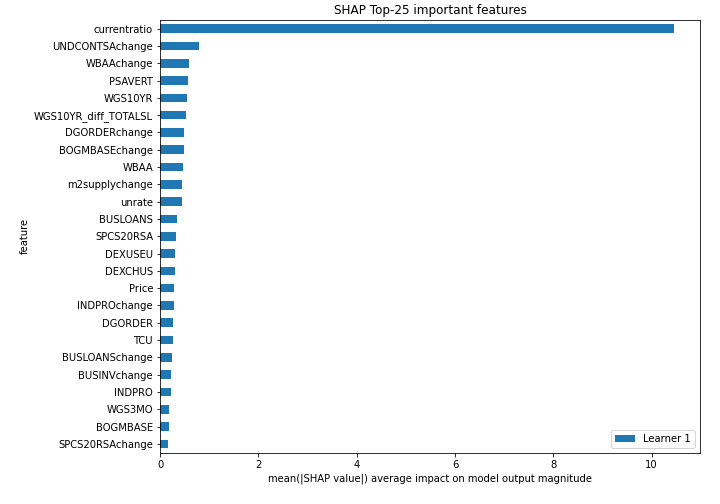 SHAP Top-25 important features
currentratio
UNDCONTSAchange
WBAAchange
PSAVERT
WGS10YR
WGS10YR_diff_TOTALSL
DGORDERchange
BOGMBASEchange
WBAA
m2supplychange
unrate
BUSLOANS
SPCS20RSA
DEXUSEU
DEXCHUS
Price
INDPROchange
DGORDER
TCU
BUSLOANSchange
BUSINVchange
INDPRO
WGS3MO
BOGMBASE
SPCS20RSAchange
feature
Learner 1
0 2 4 6 8 10
mean(|SHAP value|) average impact on model output magnitude